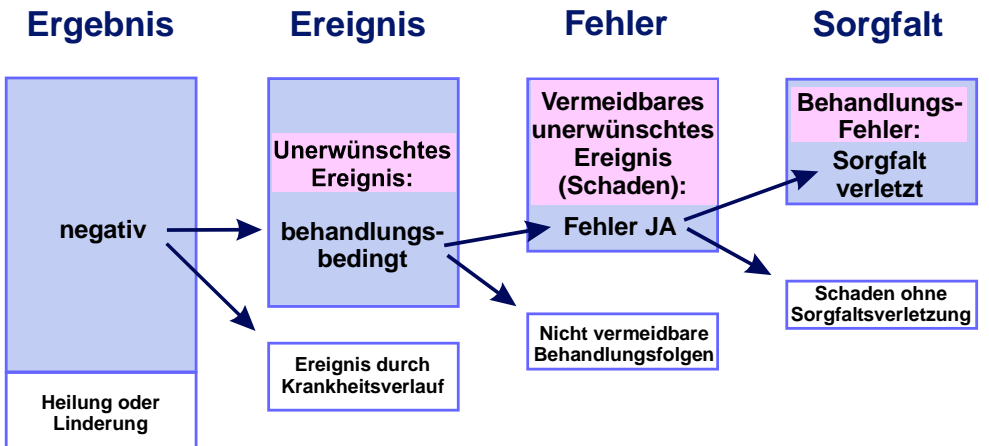 Ergebnis
Ereignis
Fehler
Sorgfalt
negativ
Heilung oder
Linderung
Unerwünschtes
Ereignis:
behandlungs-
bedingt
Ereignis durch
Krankheitsverlauf
Vermeidbares
unerwünschtes
Ereignis
(Schaden):
Fehler JA
Nicht vermeidbare
Behandlungsfolgen
Behandlungs-
Fehler:
Sorgfalt
verletzt
Schaden ohne
Sorgfaltsverletzung